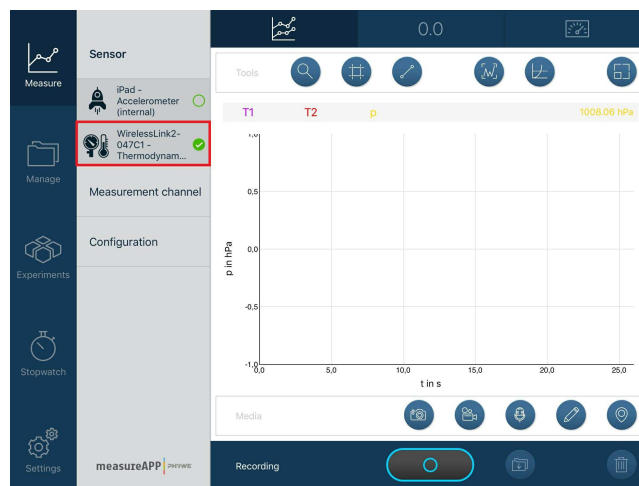 Measure
Manage
Experiments
Stopwatch
Settings
Sensor
iPad -
Accelerometer
(internal)
WirelessLink2-
047C1 -
Thermodynam...
Measurement channel
Configuration
measureAPP PHYWE
0.0
Tools
T1 T2 p 1008.06 hPa
1,0
0,5
0,0
-0,5
-1,0
p in hPa
0,0 5,0 10,0 15,0 20,0 25,0
t in s
Media
Recording